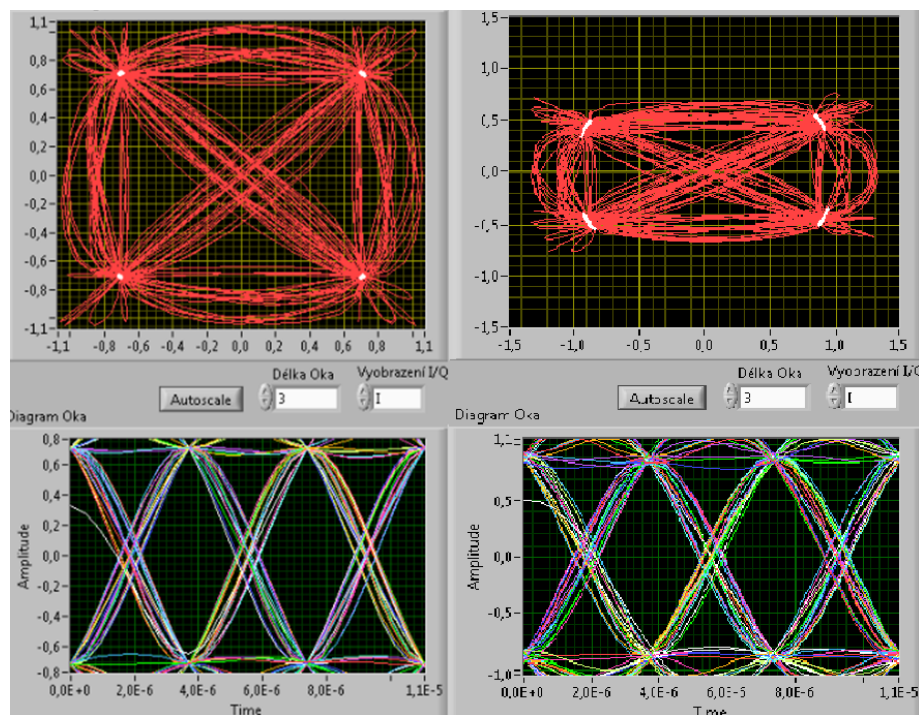 1,1
0,8
0,6
0,4
0,2
0,0
-0,2
-0,4
-0,6
-0,8
-1,1
-1,1 -0,8 -0,6 -0,4 -0,2 0,0 0,2 0,4 0,6 0,8 1,1
1,5
1,0
0,5
0,0
-0,5
-1,0
-1,5
-1,5 -1,0 -0,5 0,0 0,5 1,0 1,5
Délka Oka Vyobrazení I/Q
Autoscale 3 I
Diagram Oka
Délka Oka Vyobrazení I/Q
Autoscale 3 I
Diagram Oka
Amplitude
0,8
0,6
0,4
0,2
0,0
-0,2
-0,4
-0,6
-0,8
0,0E+0 2,0E-6 4,0E-6 6,0E-6 8,0E-6 1,1E-5
Time
Amplitude
1,1
0,5
0,0
-0,5
-1,0
0,0E+0 2,0E-6 4,0E-6 6,0E-6 8,0E-6 1,1E-5
Time